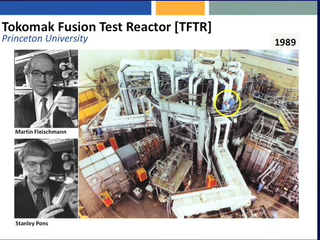 Tokomak Fusion Test Reactor [TFTR]
Princeton University
1989
Martin Fleischmann
Stanley Pons